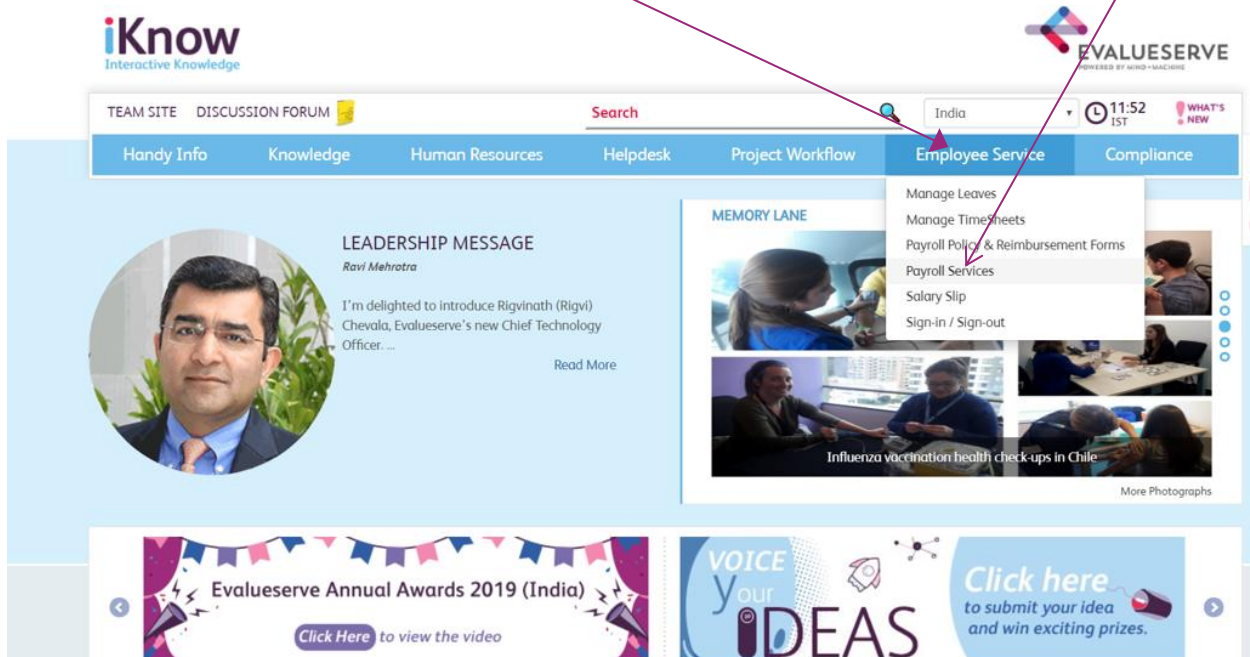 iKnow
Interactive Knowledge
EVALUESERVE
POWERED BY MIND+MACHINE
TEAM SITE DISCUSSION FORUM Search India 11:52 IST WHAT'S NEW
Handy Info Knowledge Human Resources Helpdesk Project Workflow Employee Service Compliance
Manage Leaves
Manage TimeSheets
Payroll Policy & Reimbursement Forms
Payroll Services
Salary Slip
Sign-in / Sign-out
LEADERSHIP MESSAGE
Ravi Mehrotra
I'm delighted to introduce Rigvinath (Rigvi)
Chevala, Evalueserve's new Chief Technology
Officer. ...
Read More
MEMORY LANE
Influenza vaccination health check-ups in Chile
More Photographs
Evalueserve Annual Awards 2019 (India)
Click Here to view the video
VOICE
your
IDEAS
Click here
to submit your idea
and win exciting prizes.